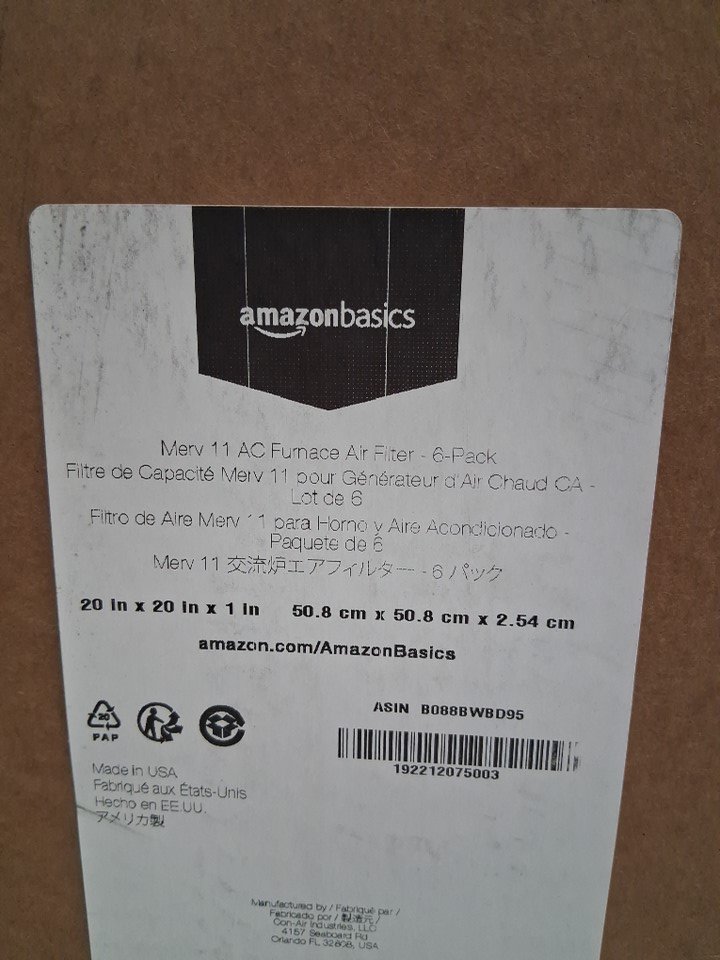 amazonbasics
Merv 11 AC Furnace Air Filter - 6-Pack
Filtre de Capacité Merv 11 pour Générateur d'Air Chaud CA -
Lot de 6
Filtro de Aire Merv 11 para Horno y Aire Acondicionado -
Paquete de 6
Merv 11 交流炉エアフィルター - 6 パック
20 in x 20 in x 1 in    50.8 cm x 50.8 cm x 2.54 cm
amazon.com/AmazonBasics
ASIN B088BWBD95
20
PAP
192212075003
Made in USA
Fabriqué aux États-Unis
Hecho en EE.UU.
アメリカ製
Manufactured by / Fabriqué par /
Fabricado por / 製造元 /
Con-Air Industries, LLC
4157 Seaboard Rd
Orlando FL 32808, USA